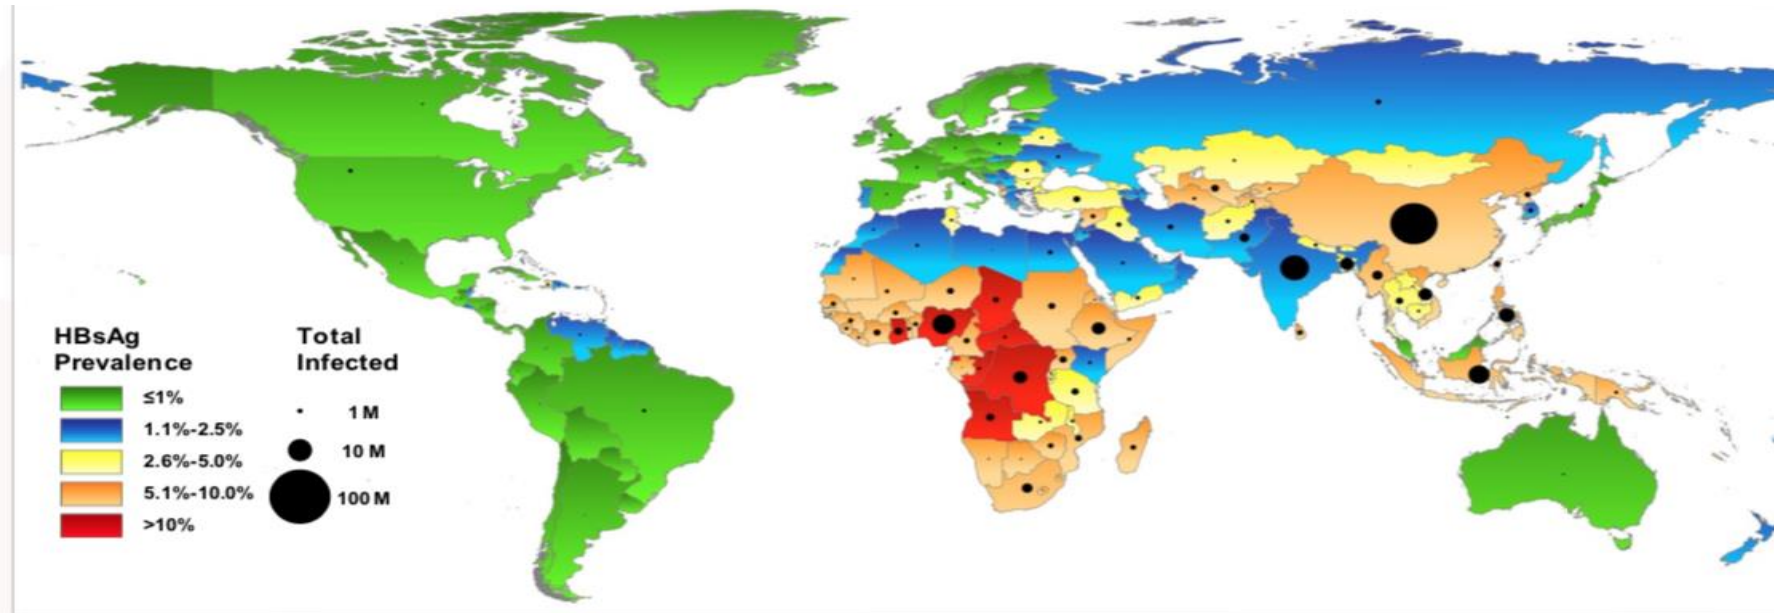 HBsAg
Prevalence
≤1%
1.1%-2.5%
2.6%-5.0%
5.1%-10.0%
>10%
Total
Infected
1 M
10 M
100 M